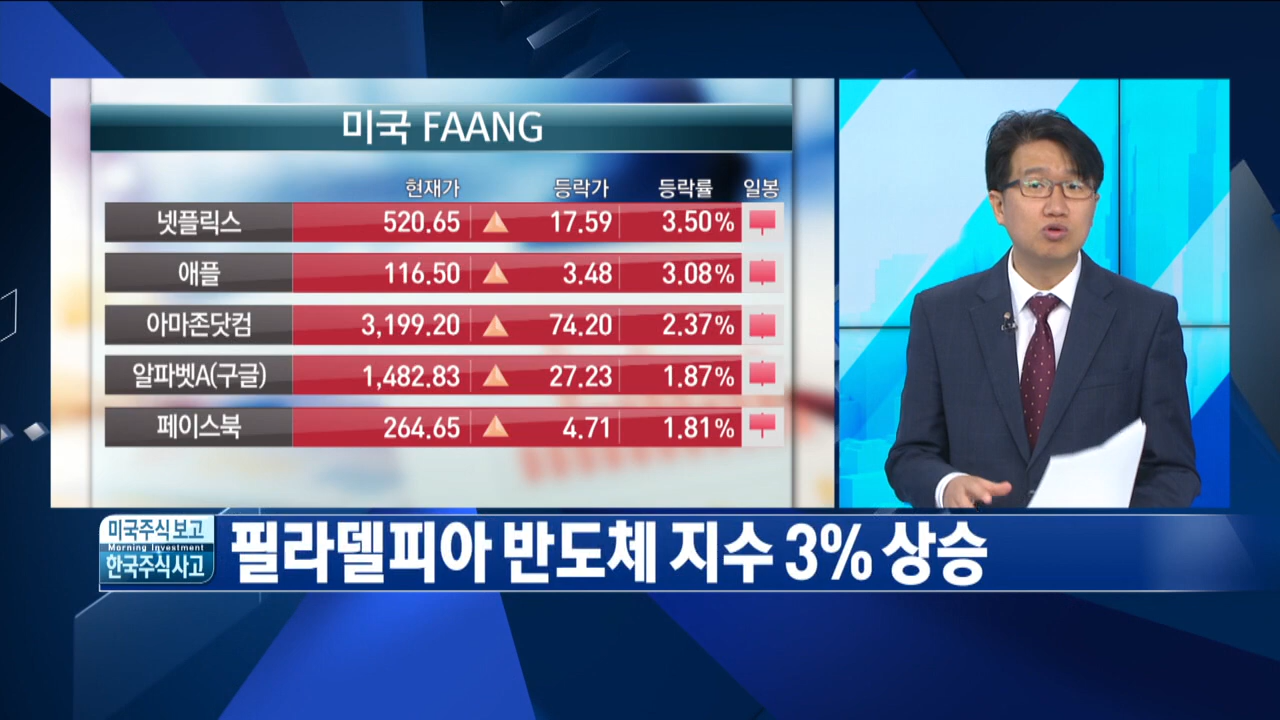 미국 FAANG
현재가 등락가 등락률 일봉
넷플릭스 520.65 ▲ 17.59 3.50%
애플 116.50 ▲ 3.48 3.08%
아마존닷컴 3,199.20 ▲ 74.20 2.37%
알파벳A(구글) 1,482.83 ▲ 27.23 1.87%
페이스북 264.65 ▲ 4.71 1.81%
미국주식 보고
Morning Investment
한국주식 사고
필라델피아 반도체 지수 3% 상승